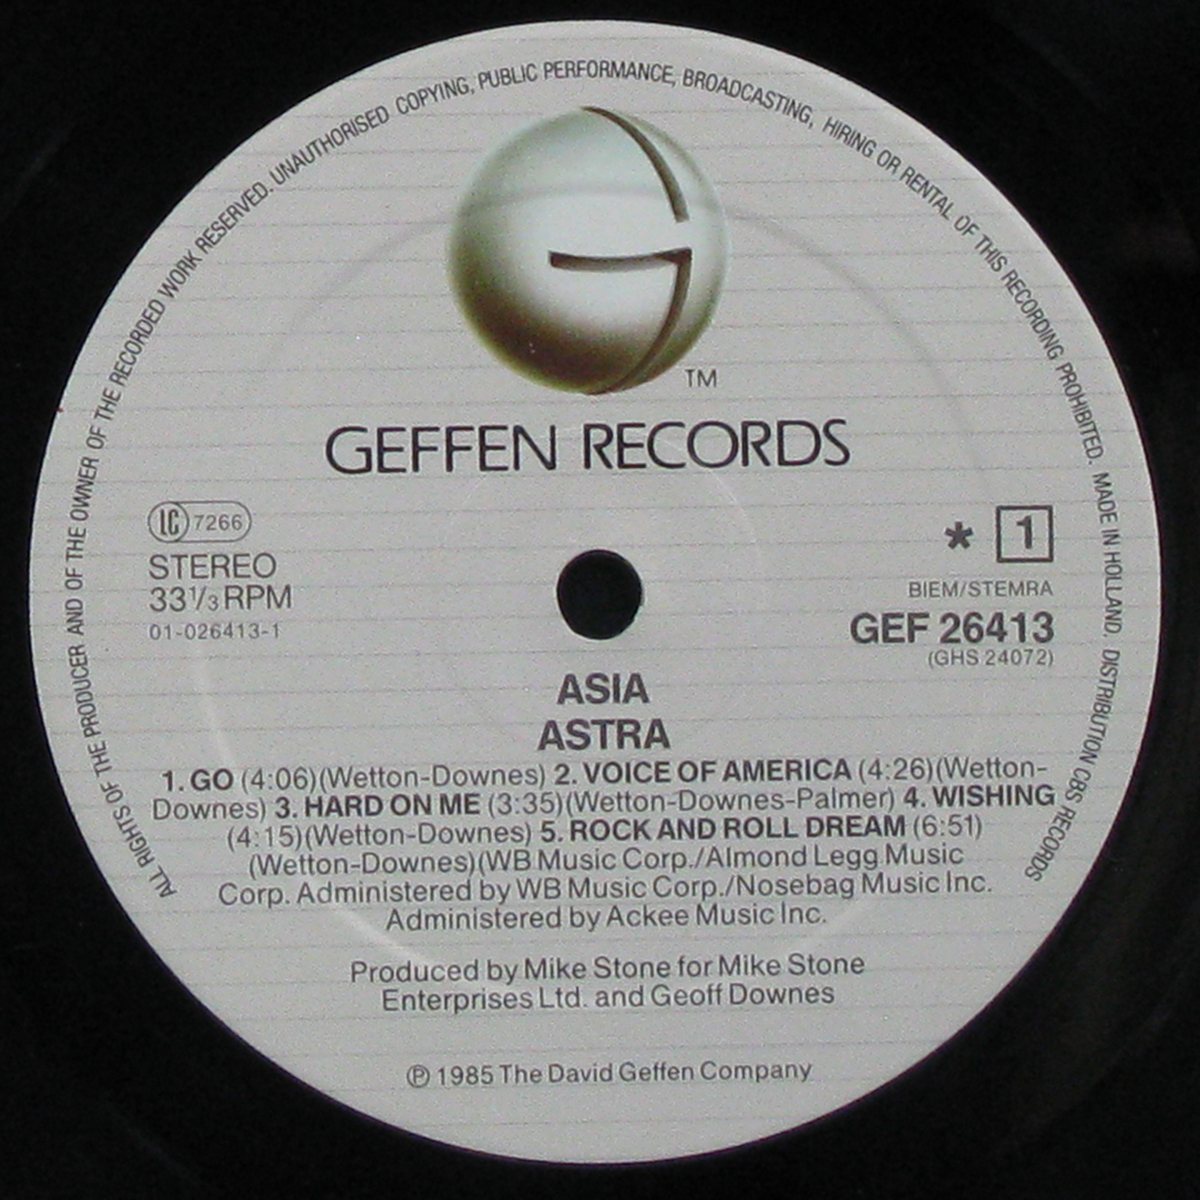 ALL RIGHTS OF THE PRODUCER AND OF THE OWNER OF THE RECORDED WORK RESERVED. UNAUTHORISED COPYING, PUBLIC PERFORMANCE, BROADCASTING, HIRING OR RENTAL OF THIS RECORDING PROHIBITED. MADE IN HOLLAND. DISTRIBUTION CBS RECORDS
G
TM
GEFFEN RECORDS
LC 7266
STEREO
33 1/3 RPM
01-026413-1
* 1
BIEM/STEMRA
GEF 26413
(GHS 24072)
ASIA
ASTRA
1. GO (4:06)(Wetton-Downes) 2. VOICE OF AMERICA (4:26)(Wetton-
Downes) 3. HARD ON ME (3:35)(Wetton-Downes-Palmer) 4. WISHING
(4:15)(Wetton-Downes) 5. ROCK AND ROLL DREAM (6:51)
(Wetton-Downes)(WB Music Corp./Almond Legg Music
Corp. Administered by WB Music Corp./Nosebag Music Inc.
Administered by Ackee Music Inc.
Produced by Mike Stone for Mike Stone
Enterprises Ltd. and Geoff Downes
℗ 1985 The David Geffen Company